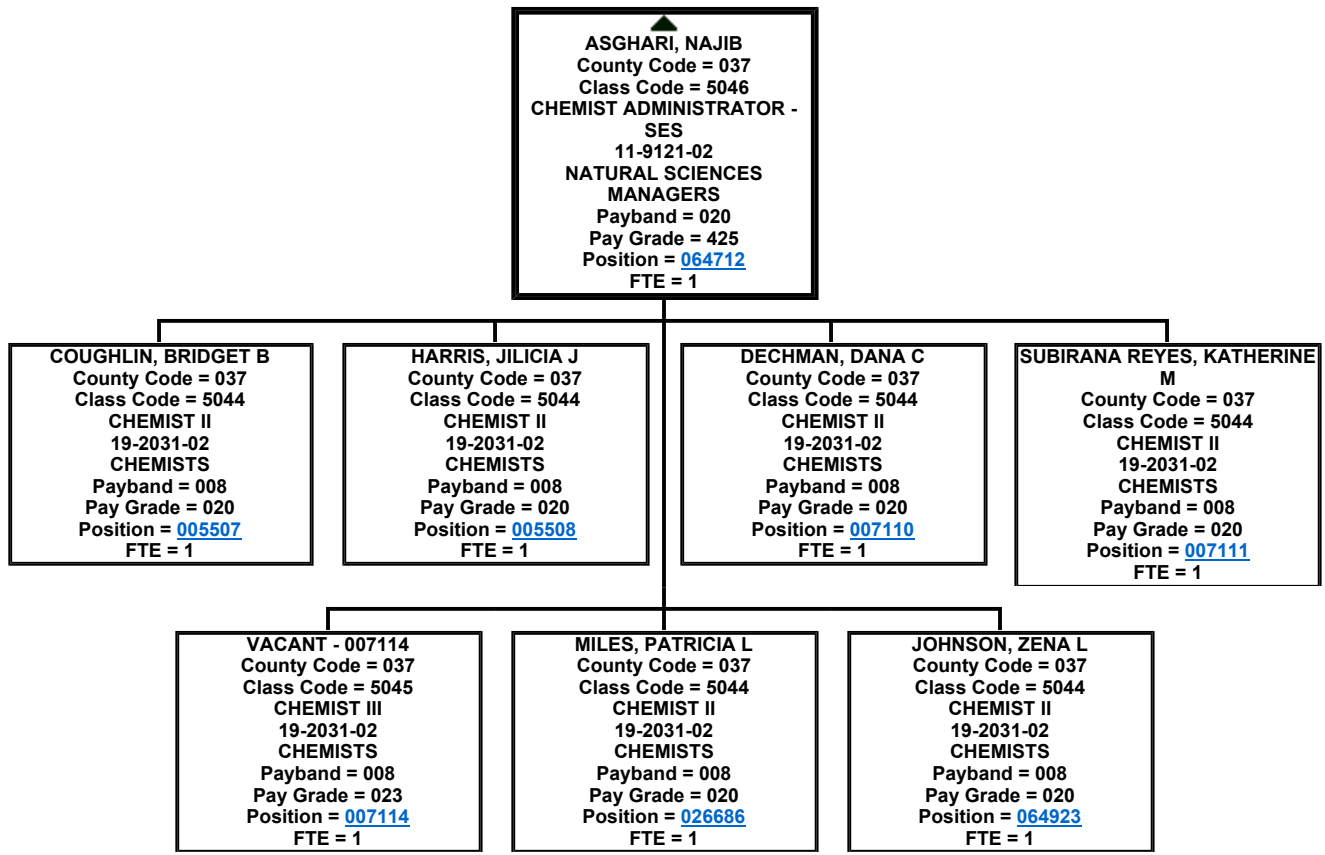 ASGHARI, NAJIB
County Code = 037
Class Code = 5046
CHEMIST ADMINISTRATOR -
SES
11-9121-02
NATURAL SCIENCES
MANAGERS
Payband = 020
Pay Grade = 425
Position = 064712
FTE = 1
COUGHLIN, BRIDGET B
County Code = 037
Class Code = 5044
CHEMIST II
19-2031-02
CHEMISTS
Payband = 008
Pay Grade = 020
Position = 005507
FTE = 1
HARRIS, JILICIA J
County Code = 037
Class Code = 5044
CHEMIST II
19-2031-02
CHEMISTS
Payband = 008
Pay Grade = 020
Position = 005508
FTE = 1
DECHMAN, DANA C
County Code = 037
Class Code = 5044
CHEMIST II
19-2031-02
CHEMISTS
Payband = 008
Pay Grade = 020
Position = 007110
FTE = 1
SUBIRANA REYES, KATHERINE
M
County Code = 037
Class Code = 5044
CHEMIST II
19-2031-02
CHEMISTS
Payband = 008
Pay Grade = 020
Position = 007111
FTE = 1
VACANT - 007114
County Code = 037
Class Code = 5045
CHEMIST III
19-2031-02
CHEMISTS
Payband = 008
Pay Grade = 023
Position = 007114
FTE = 1
MILES, PATRICIA L
County Code = 037
Class Code = 5044
CHEMIST II
19-2031-02
CHEMISTS
Payband = 008
Pay Grade = 020
Position = 026686
FTE = 1
JOHNSON, ZENA L
County Code = 037
Class Code = 5044
CHEMIST II
19-2031-02
CHEMISTS
Payband = 008
Pay Grade = 020
Position = 064923
FTE = 1